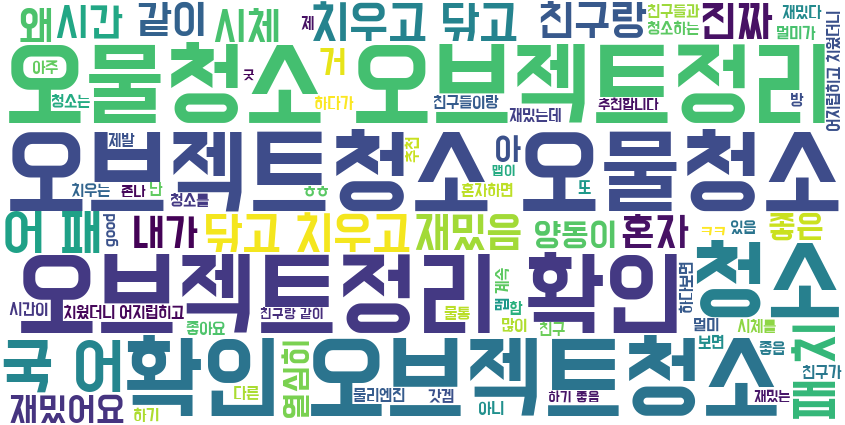 왜 시간 같이 시체 제 치우고 닦고 친구랑 친구들과 진짜 재밌다
청소하는 멀미가
오물청소 오브젝트정리
아주 굿 거
청소는 하다가 친구들이랑 재밌는데 추천합니다 방 어지럽히고 치웠더니
오브젝트청소 오물청소
제발 추천 아 맵이
치우는 존나 난 청소를 ㅎㅎ 혼자하면 또
어 패 good 내가 닦고 치우고 재밌음 양동이 혼자 ㅋㅋ 있음 좋은
오브젝트정리 확인 청소
계속 하다보면
시간이 치웠더니 어지럽히고 친구랑 같이 물통 겜 합
좋아요 많이 친구 멀미 시체를
국 어 확인 오브젝트청소 패치
열심히 보면 좋음
친구가
다른 물리엔진 갓겜 하기 좋음 재밌는
재밌어요 하기 아니